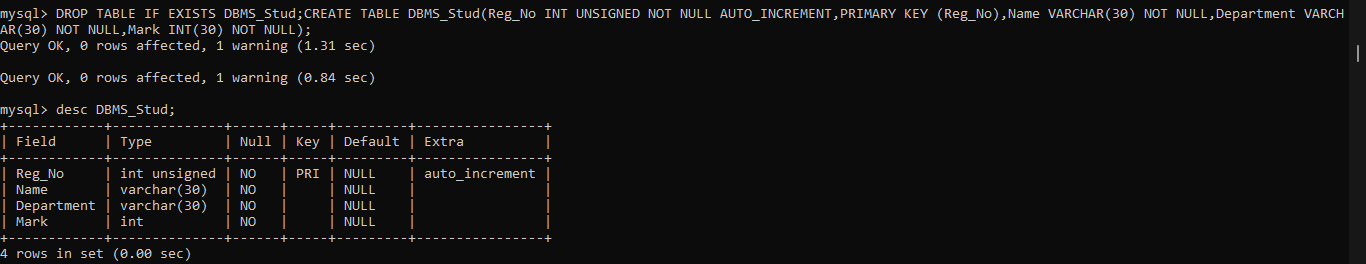 mysql> DROP TABLE IF EXISTS DBMS_Stud;CREATE TABLE DBMS_Stud(Reg_No INT UNSIGNED NOT NULL AUTO_INCREMENT,PRIMARY KEY (Reg_No),Name VARCHAR(30) NOT NULL,Department VARCH
AR(30) NOT NULL,Mark INT(30) NOT NULL);
Query OK, 0 rows affected, 1 warning (1.31 sec)

Query OK, 0 rows affected, 1 warning (0.84 sec)

mysql> desc DBMS_Stud;
+------------+--------------+------+-----+---------+----------------+
| Field      | Type         | Null | Key | Default | Extra          |
+------------+--------------+------+-----+---------+----------------+
| Reg_No     | int unsigned | NO   | PRI | NULL    | auto_increment |
| Name       | varchar(30)  | NO   |     | NULL    |                |
| Department | varchar(30)  | NO   |     | NULL    |                |
| Mark       | int          | NO   |     | NULL    |                |
+------------+--------------+------+-----+---------+----------------+
4 rows in set (0.00 sec)